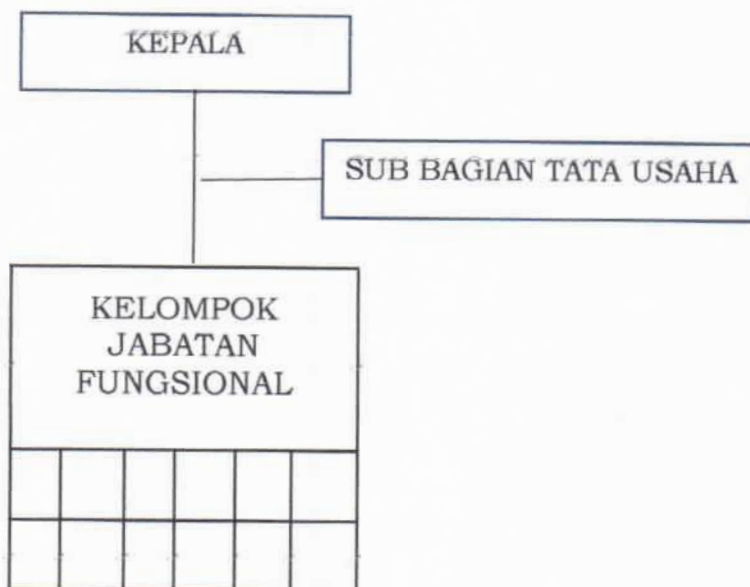 KEPALA
SUB BAGIAN TATA USAHA
KELOMPOK
JABATAN
FUNGSIONAL